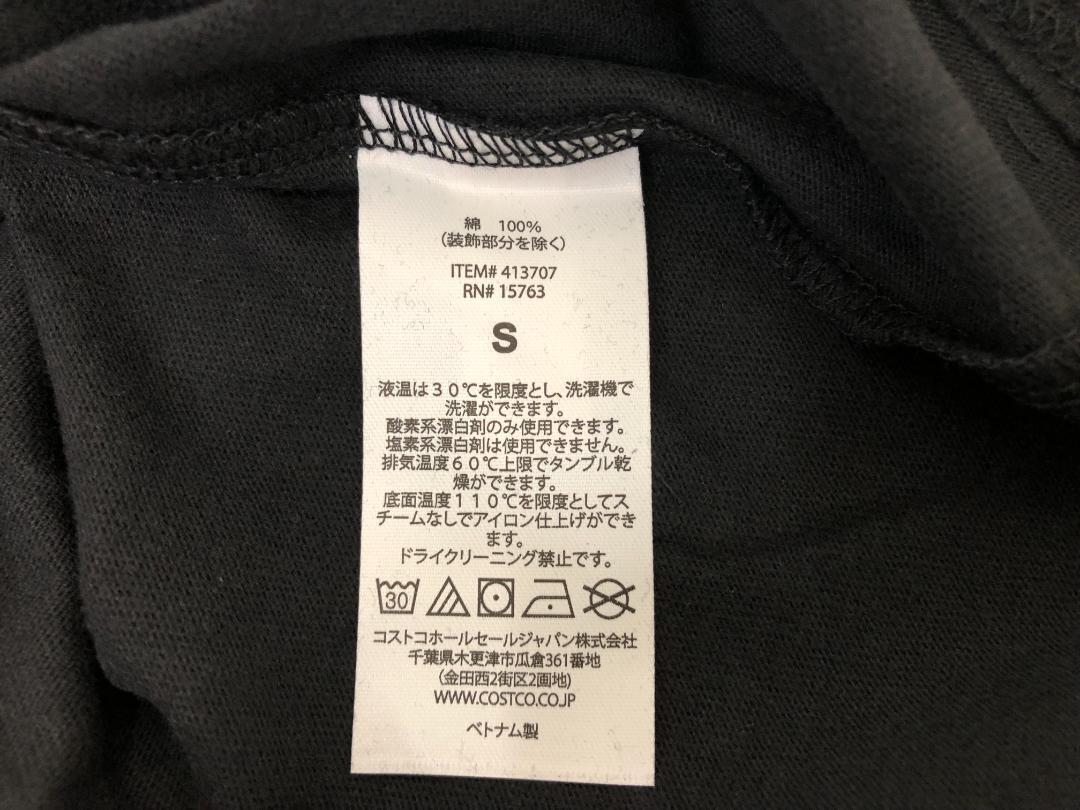 綿 100%
(装飾部分を除く)
ITEM# 413707
RN# 15763
S
液温は30℃を限度とし、洗濯機で
洗濯ができます。
酸素系漂白剤のみ使用できます。
塩素系漂白剤は使用できません。
排気温度60℃上限でタンブル乾
燥ができます。
底面温度110℃を限度としてス
チームなしでアイロン仕上げができ
ます。
ドライクリーニング禁止です。
30
コストコホールセールジャパン株式会社
千葉県木更津市瓜倉361番地
(金田西2街区2画地)
WWW.COSTCO.CO.JP
ベトナム製